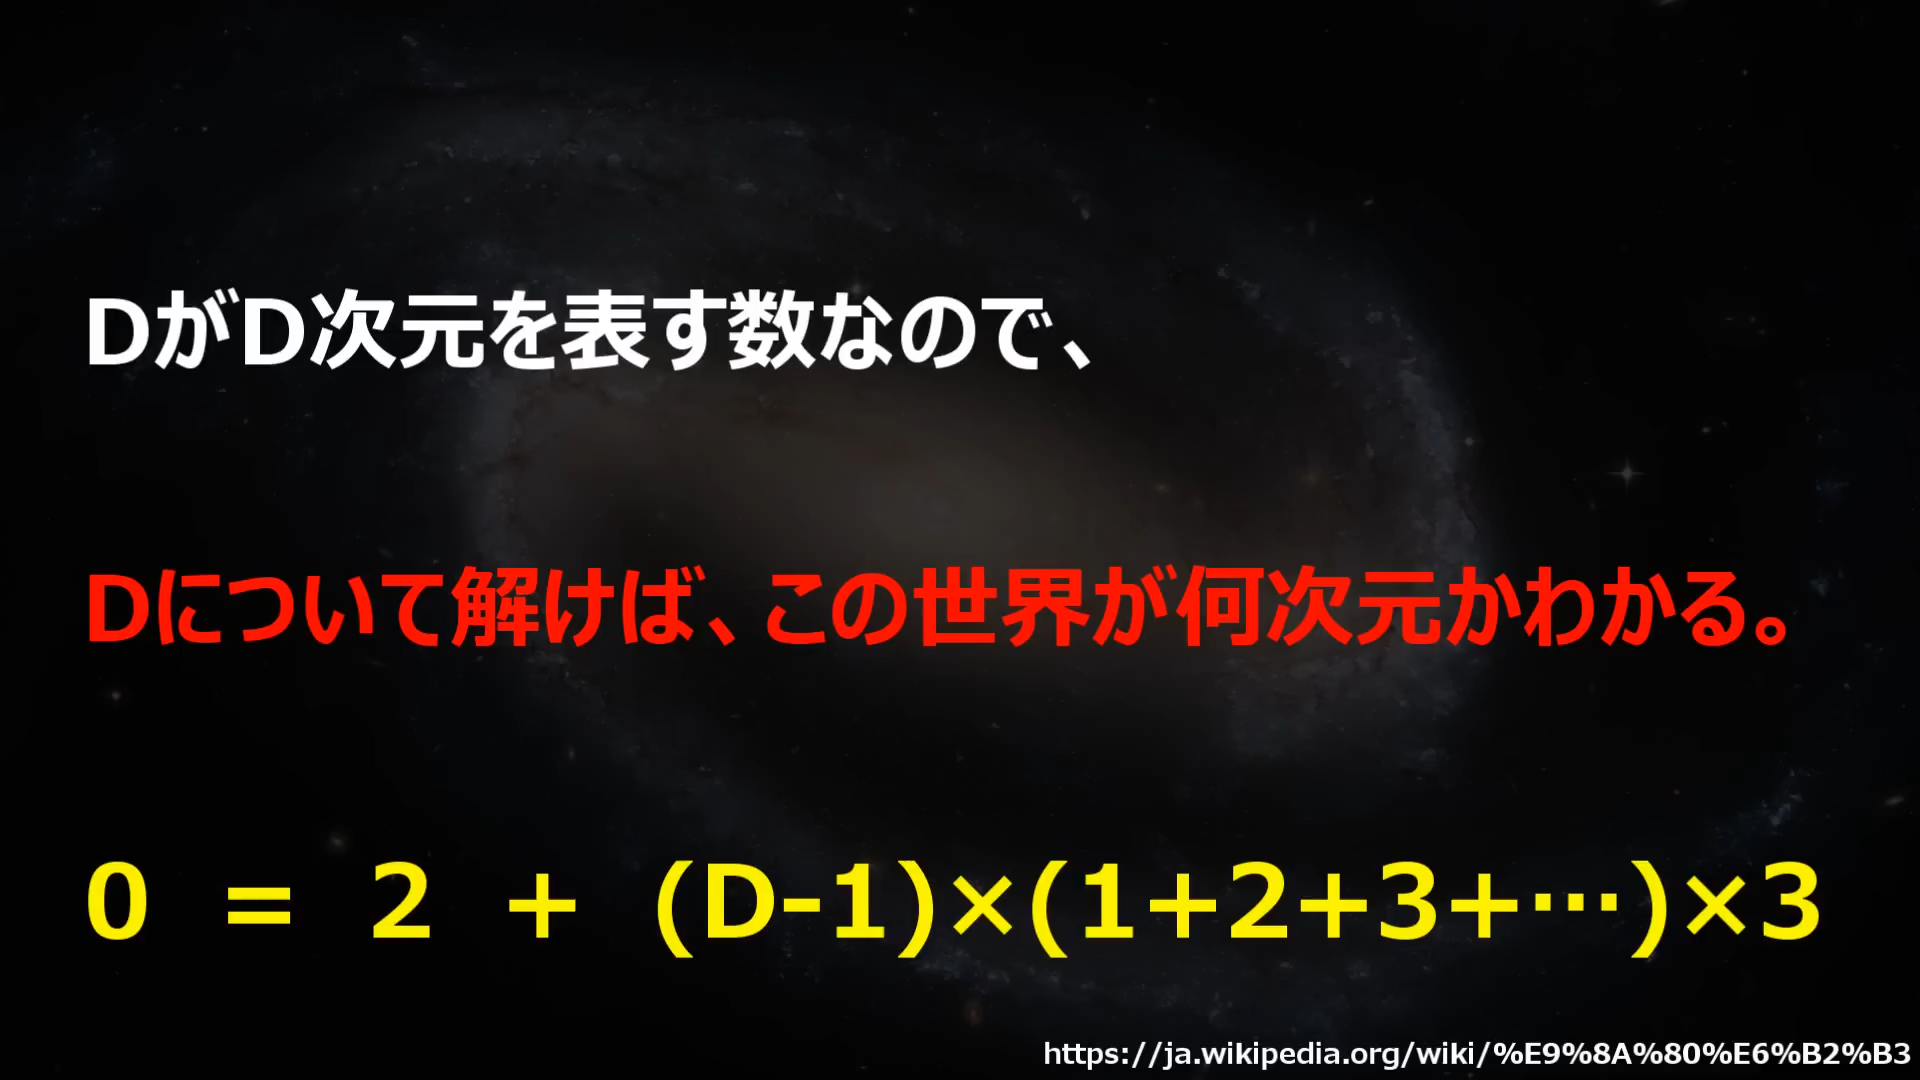 DがD次元を表す数なので、
Dについて解けば、この世界が何次元かわかる。
0 = 2 + (D-1)×(1+2+3+…)×3
https://ja.wikipedia.org/wiki/%E9%8A%80%E6%B2%B3